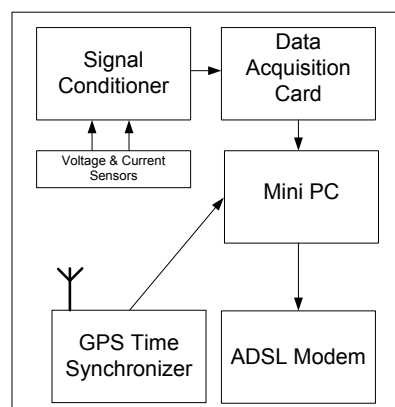 Signal
Conditioner
Data
Acquisition
Card
Voltage & Current
Sensors
Mini PC
GPS Time
Synchronizer
ADSL Modem